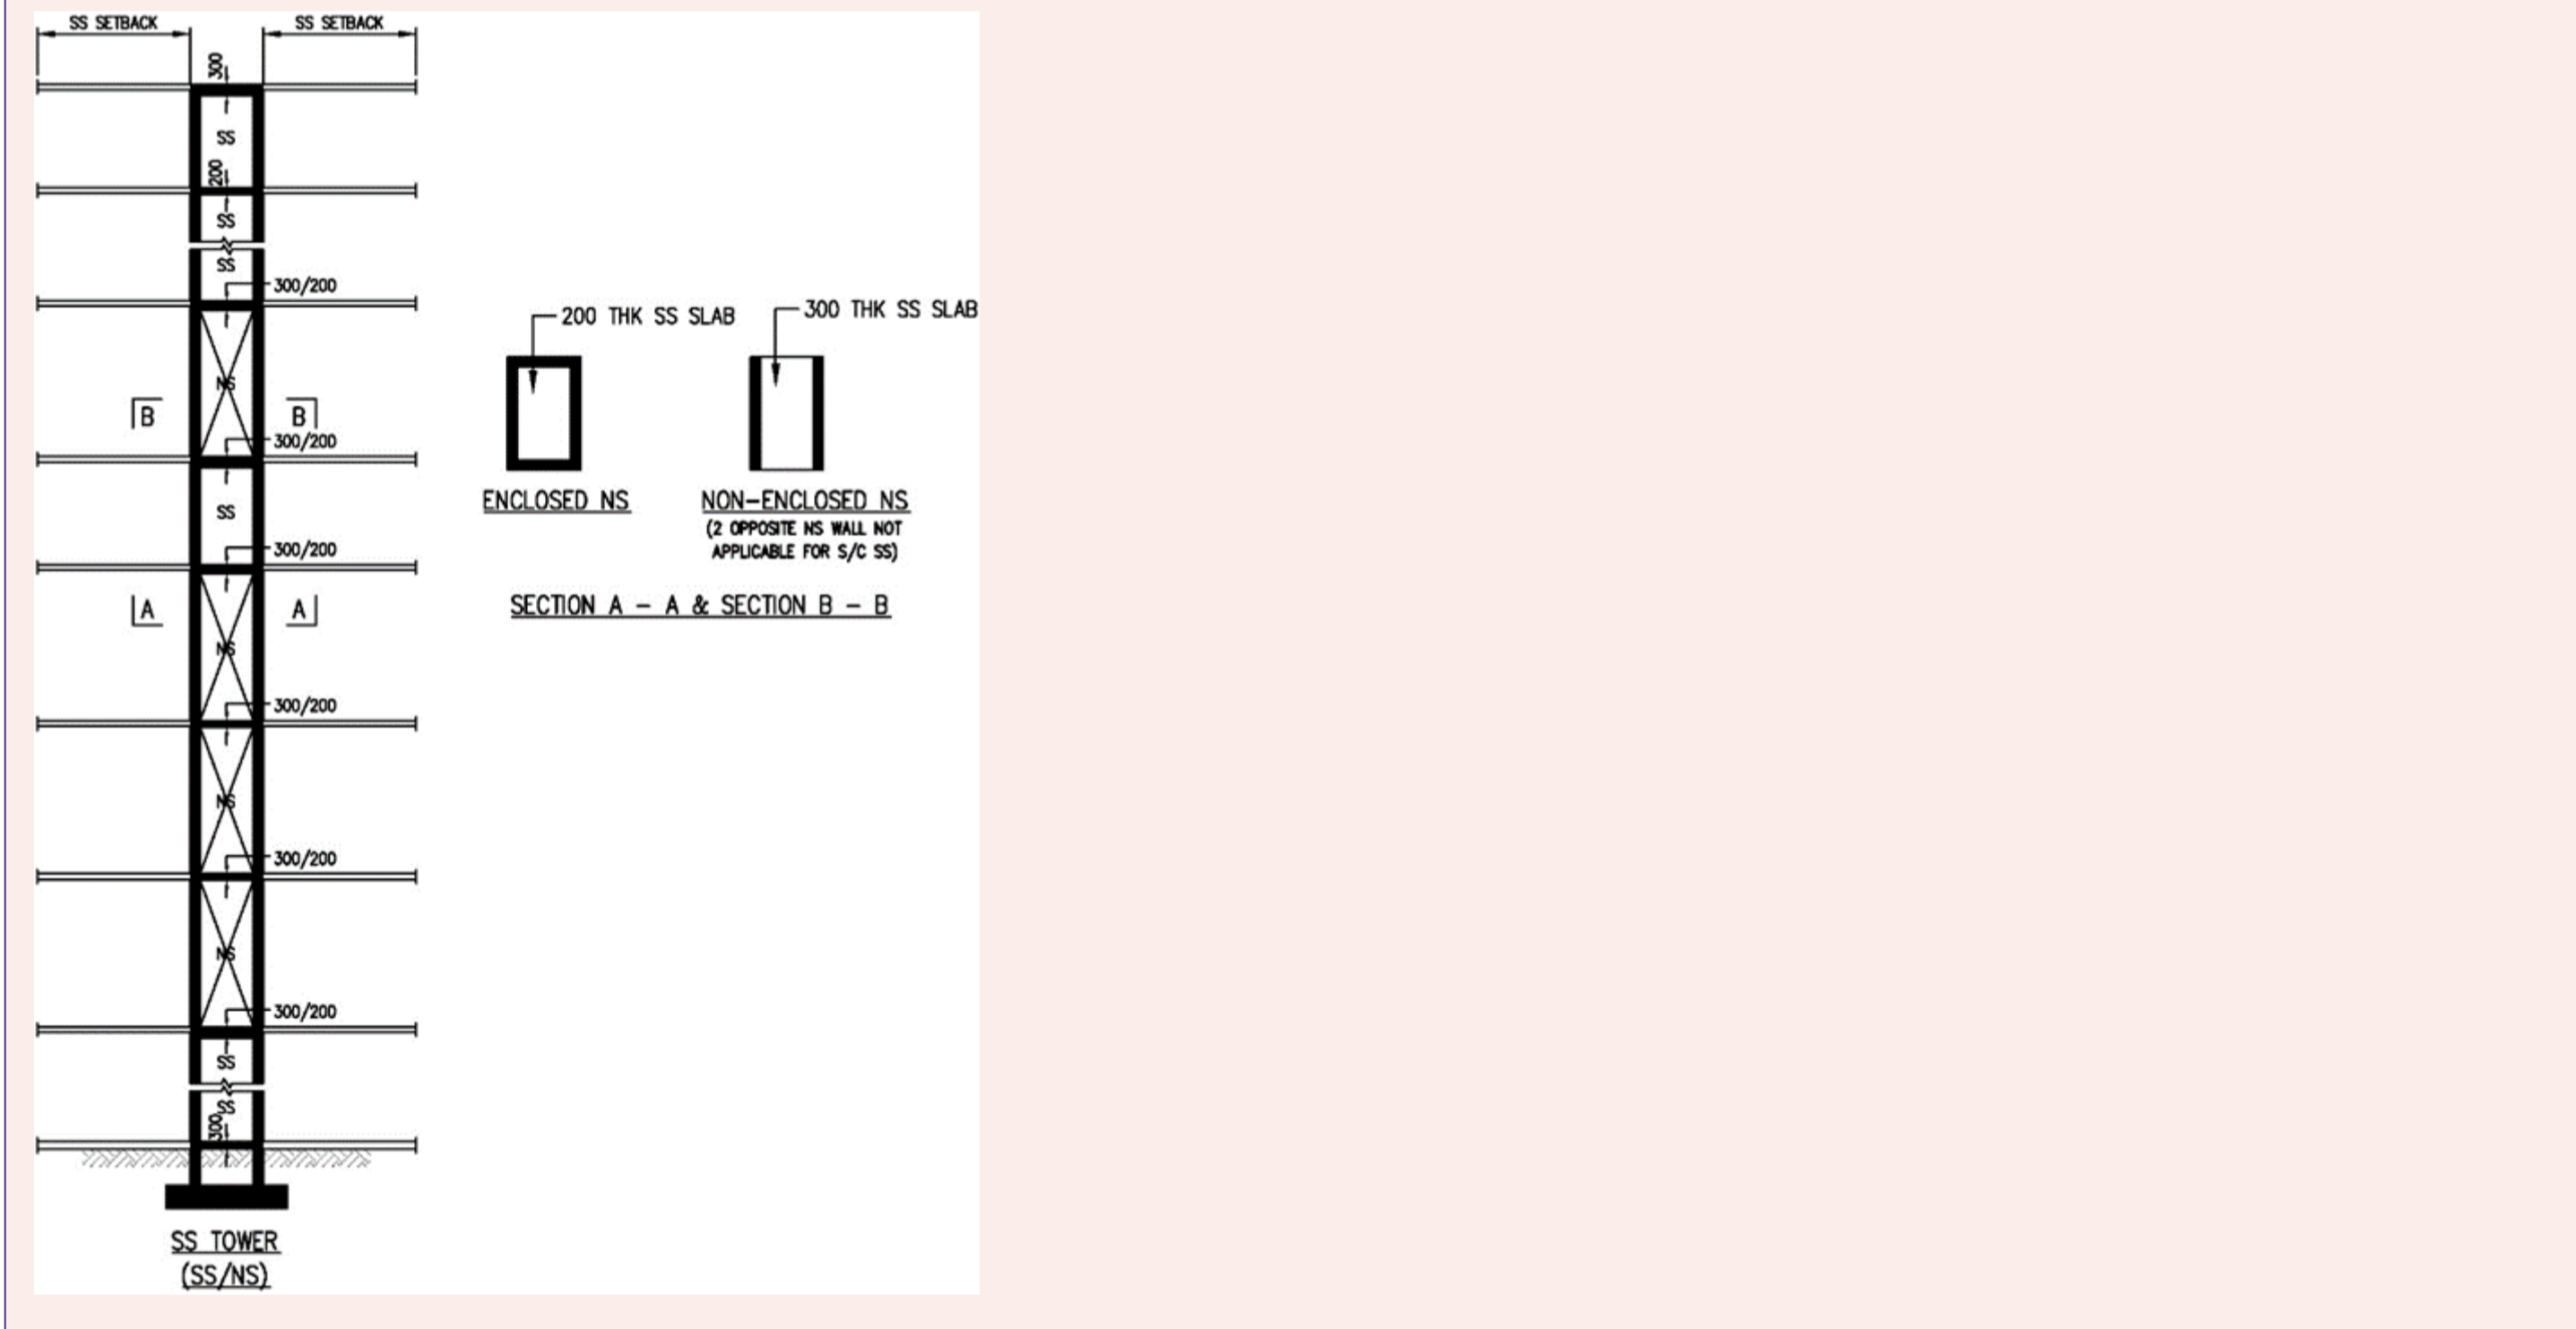 SS SETBACK
SS SETBACK
300
SS
200
SS
SS
300/200
NS
B
B
300/200
SS
300/200
A
A
NS
300/200
NS
300/200
NS
300/200
SS
SS
300
SS TOWER
(SS/NS)
200 THK SS SLAB
ENCLOSED NS
300 THK SS SLAB
NON-ENCLOSED NS
(2 OPPOSITE NS WALL NOT
APPLICABLE FOR S/C SS)
SECTION A - A & SECTION B - B